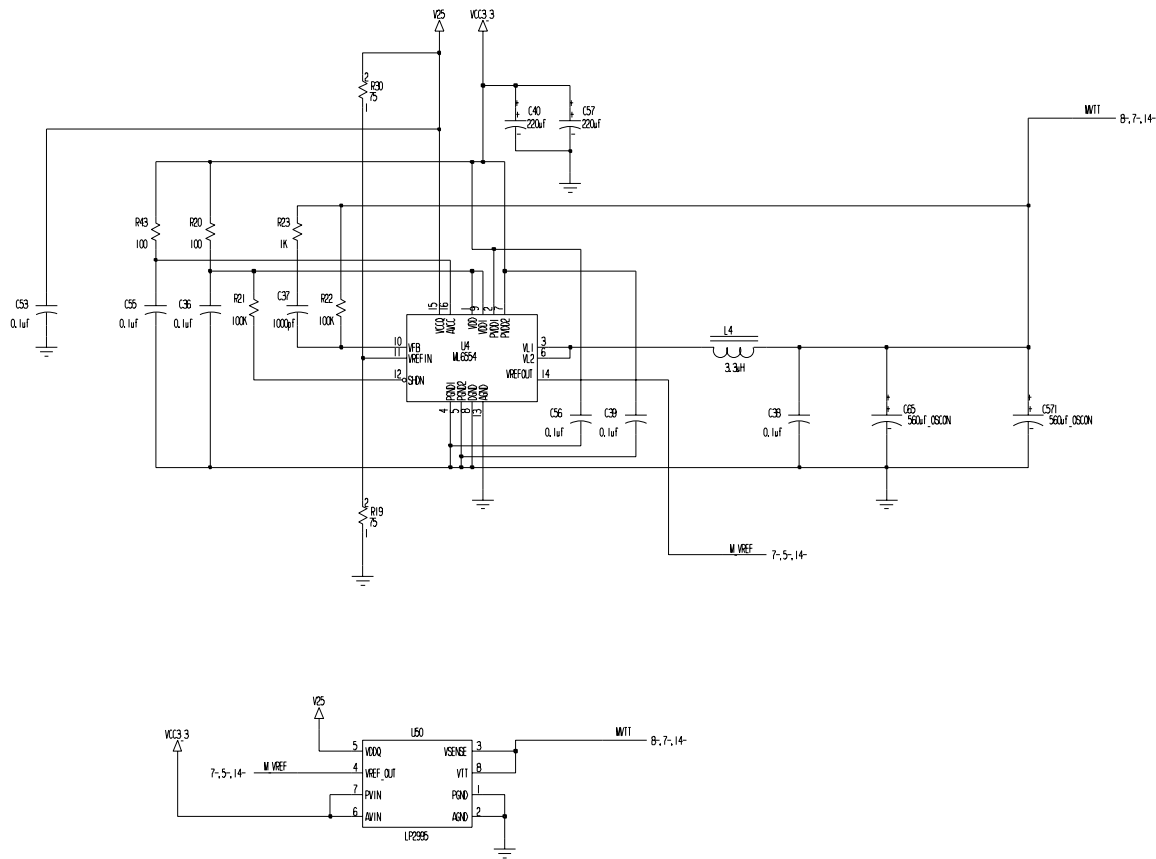 V25
VCC3_3
2
R30
75
1
C40
220uF
C57
220uF
MVTT
8-,7-,14-
R43
100
R20
100
R23
1K
C53
0.1uF
C55
0.1uF
C36
0.1uF
R21
100K
C37
1000pF
R22
100K
15
16
1
9
2
7
VCCQ
AVCC
VDD
VDD1
PVDD1
PVDD2
U4
ML6554
10
VFB
11
VREFIN
12
SHDN
VL1
3
VL2
6
VREFOUT
14
PGND1
PGND2
DGND
AGND
4
5
8
13
L4
3.3uH
C56
0.1uF
C39
0.1uF
C38
0.1uF
C65
560uF_OSCON
C571
560uF_OSCON
2
R19
75
1
M_VREF
7-,5-,14-
V25
VCC3_3
U50
5
VDDQ
VSENSE
3
MVTT
8-,7-,14-
7-,5-,14-
M_VREF
4
VREF_OUT
VTT
8
7
PVIN
PGND
1
6
AVIN
AGND
2
LP2995